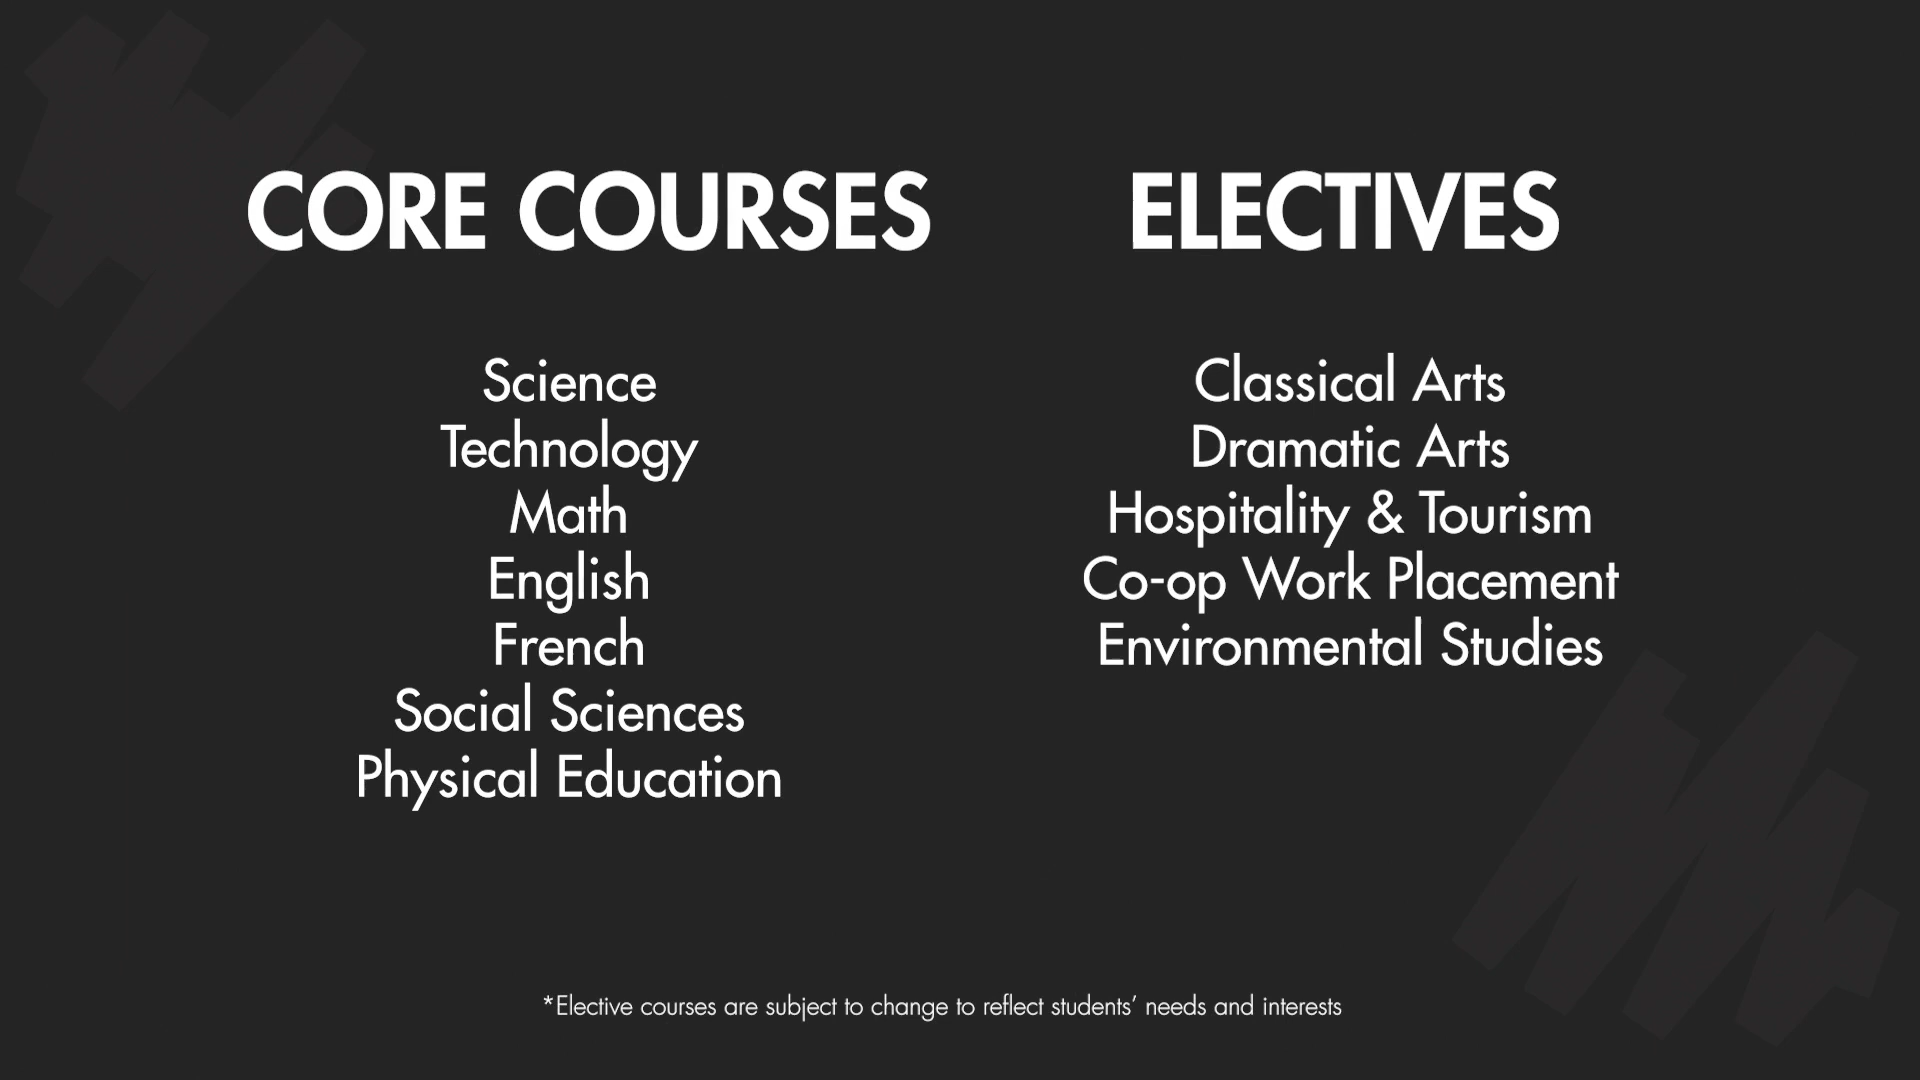 CORE COURSES
Science
Technology
Math
English
French
Social Sciences
Physical Education
ELECTIVES
Classical Arts
Dramatic Arts
Hospitality & Tourism
Co-op Work Placement
Environmental Studies
*Elective courses are subject to change to reflect students’ needs and interests